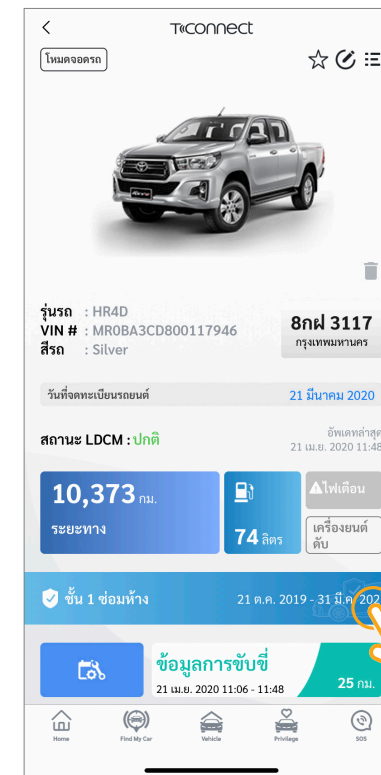 T Connect
โหมดจอดรถ
รุ่นรถ : HR4D
VIN # : MR0BA3CD800117946
สีรถ : Silver
8กฝ 3117
กรุงเทพมหานคร
วันที่จดทะเบียนรถยนต์ 21 มีนาคม 2020
สถานะ LDCM : ปกติ
อัพเดทล่าสุด
21 เม.ย. 2020 11:48
10,373 กม.
ระยะทาง
74 ลิตร
ไฟเตือน
เครื่องยนต์
ดับ
ชั้น 1 ซ่อมห้าง 21 ต.ค. 2019 - 31 มี.ค. 202
ข้อมูลการขับขี่
21 เม.ย. 2020 11:06 - 11:48
25 กม.
Home Find My Car Vehicle Privilege SOS